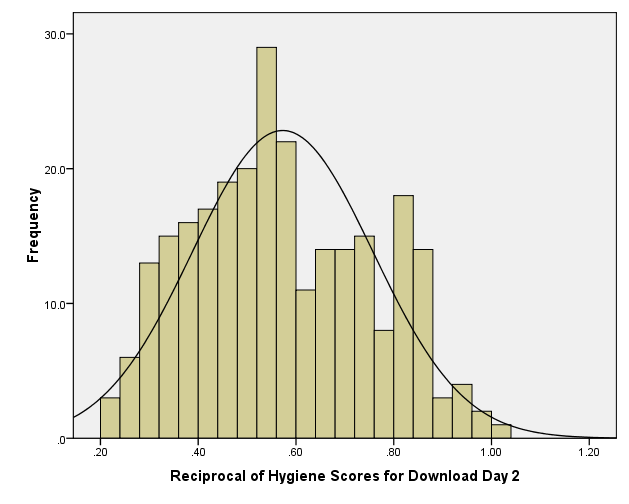 30.0
20.0
10.0
.0
Frequency
.20 .40 .60 .80 1.00 1.20
Reciprocal of Hygiene Scores for Download Day 2